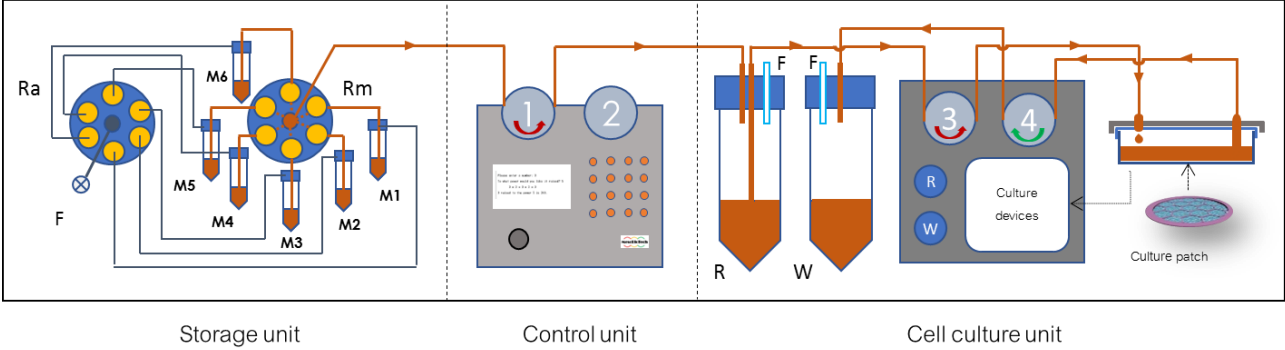 M6
Ra
Rm
1
2
F
F
3
4
M5
M4
M3
M2
M1
F
R
W
Culture
devices
R
W
Culture patch
Storage unit
Control unit
Cell culture unit